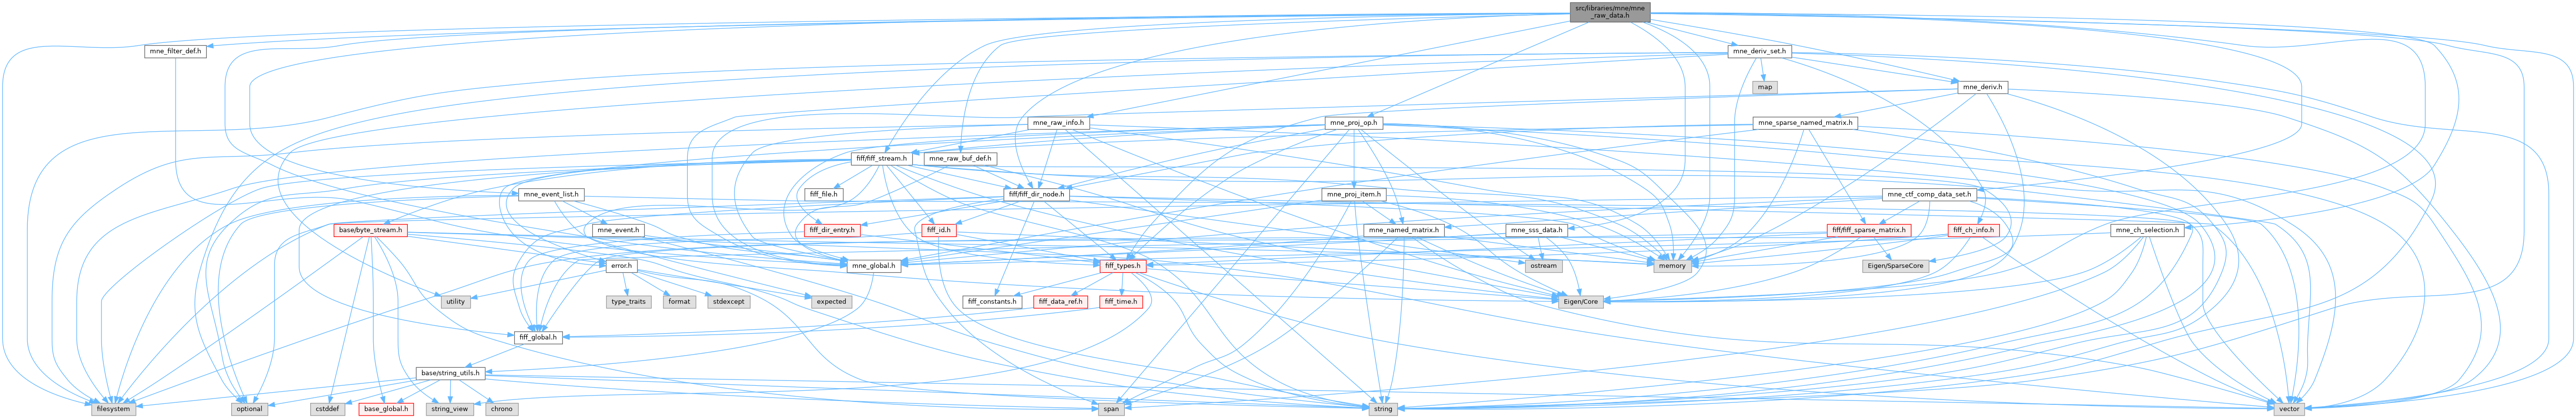 src/libraries/mne/mne
_raw_data.h
mne_filter_def.h
mne_deriv_set.h
map
mne_deriv.h
mne_raw_info.h
mne_proj_op.h
mne_sparse_named_matrix.h
fiff/fiff_stream.h
mne_raw_buf_def.h
mne_event_list.h
fiff_file.h
fiff/fiff_dir_node.h
mne_proj_item.h
mne_ctf_comp_data_set.h
base/byte_stream.h
mne_event.h
fiff_dir_entry.h
fiff_id.h
mne_named_matrix.h
mne_sss_data.h
fiff/fiff_sparse_matrix.h
fiff_ch_info.h
mne_ch_selection.h
error.h
mne_global.h
fiff_types.h
ostream
memory
Eigen/SparseCore
utility
type_traits
format
stdexcept
expected
fiff_constants.h
fiff_data_ref.h
fiff_time.h
Eigen/Core
fiff_global.h
base/string_utils.h
filesystem
optional
cstddef
base_global.h
string_view
chrono
span
string
vector